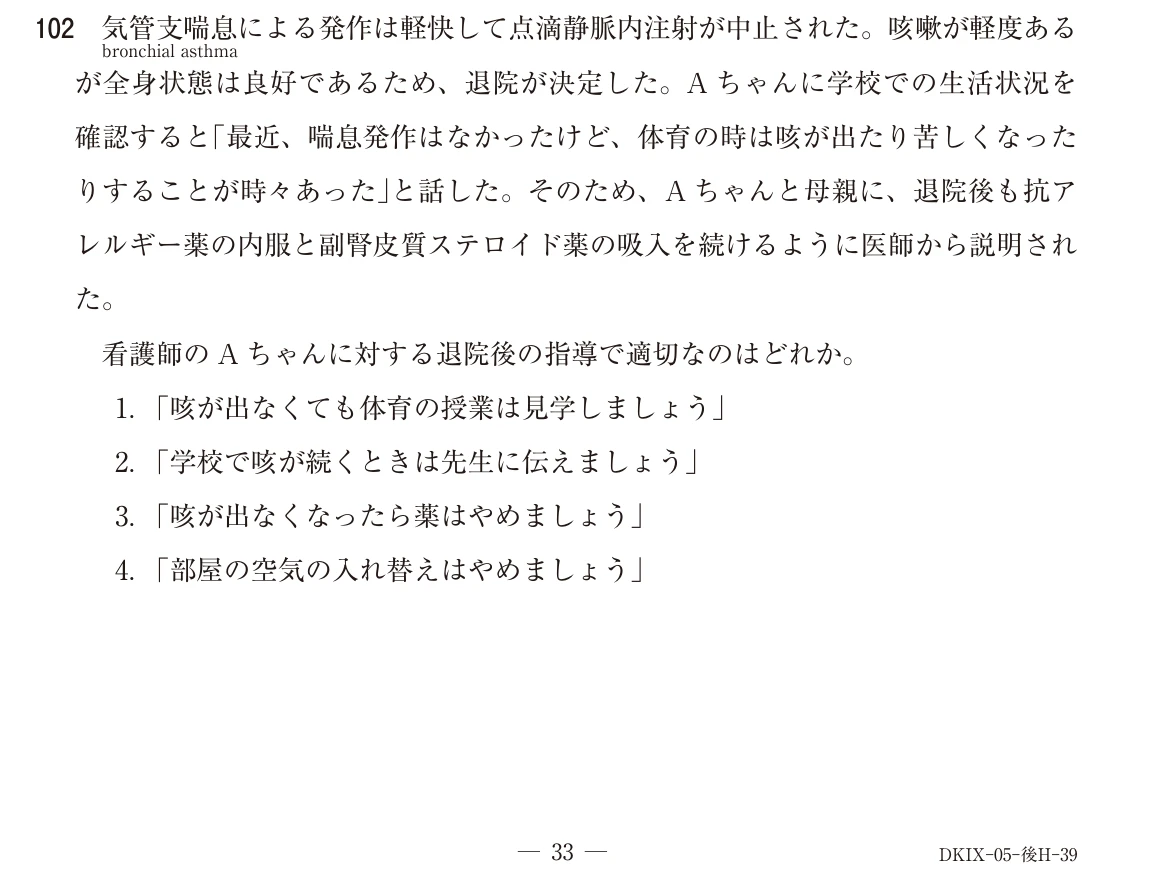 102 気管支喘息による発作は軽快して点滴静脈内注射が中止された。咳嗽が軽度ある
bronchial asthma
が全身状態は良好であるため、退院が決定した。A ちゃんに学校での生活状況を
確認すると「最近、喘息発作はなかったけど、体育の時は咳が出たり苦しくなった
りすることが時々あった」と話した。そのため、A ちゃんと母親に、退院後も抗ア
レルギー薬の内服と副腎皮質ステロイド薬の吸入を続けるように医師から説明され
た。
看護師の A ちゃんに対する退院後の指導で適切なのはどれか。
1. 「咳が出なくても体育の授業は見学しましょう」
2. 「学校で咳が続くときは先生に伝えましょう」
3. 「咳が出なくなったら薬はやめましょう」
4. 「部屋の空気の入れ替えはやめましょう」
— 33 —
DKIX-05-後H-39